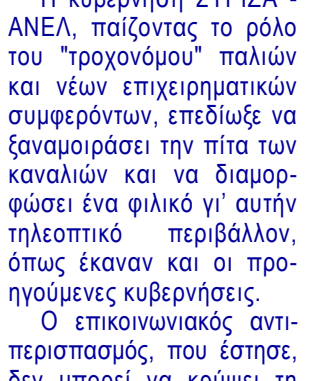 Η κυβέρνηση ΣΥΡΙΖΑ -
ΑΝΕΛ, παίζοντας το ρόλο
του "τροχονόμου" παλιών
και νέων επιχειρηματικών
συμφερόντων, επεδίωξε να
ξαναμοιράσει την πίτα των
καναλιών και να διαμορ-
φώσει ένα φιλικό γι’ αυτήν
τηλεοπτικό περιβάλλον,
όπως έκαναν και οι προ-
ηγούμενες κυβερνήσεις.
Ο επικοινωνιακός αντι-
περισπασμός, που έστησε,
δεν μπορεί να κρύψει τη